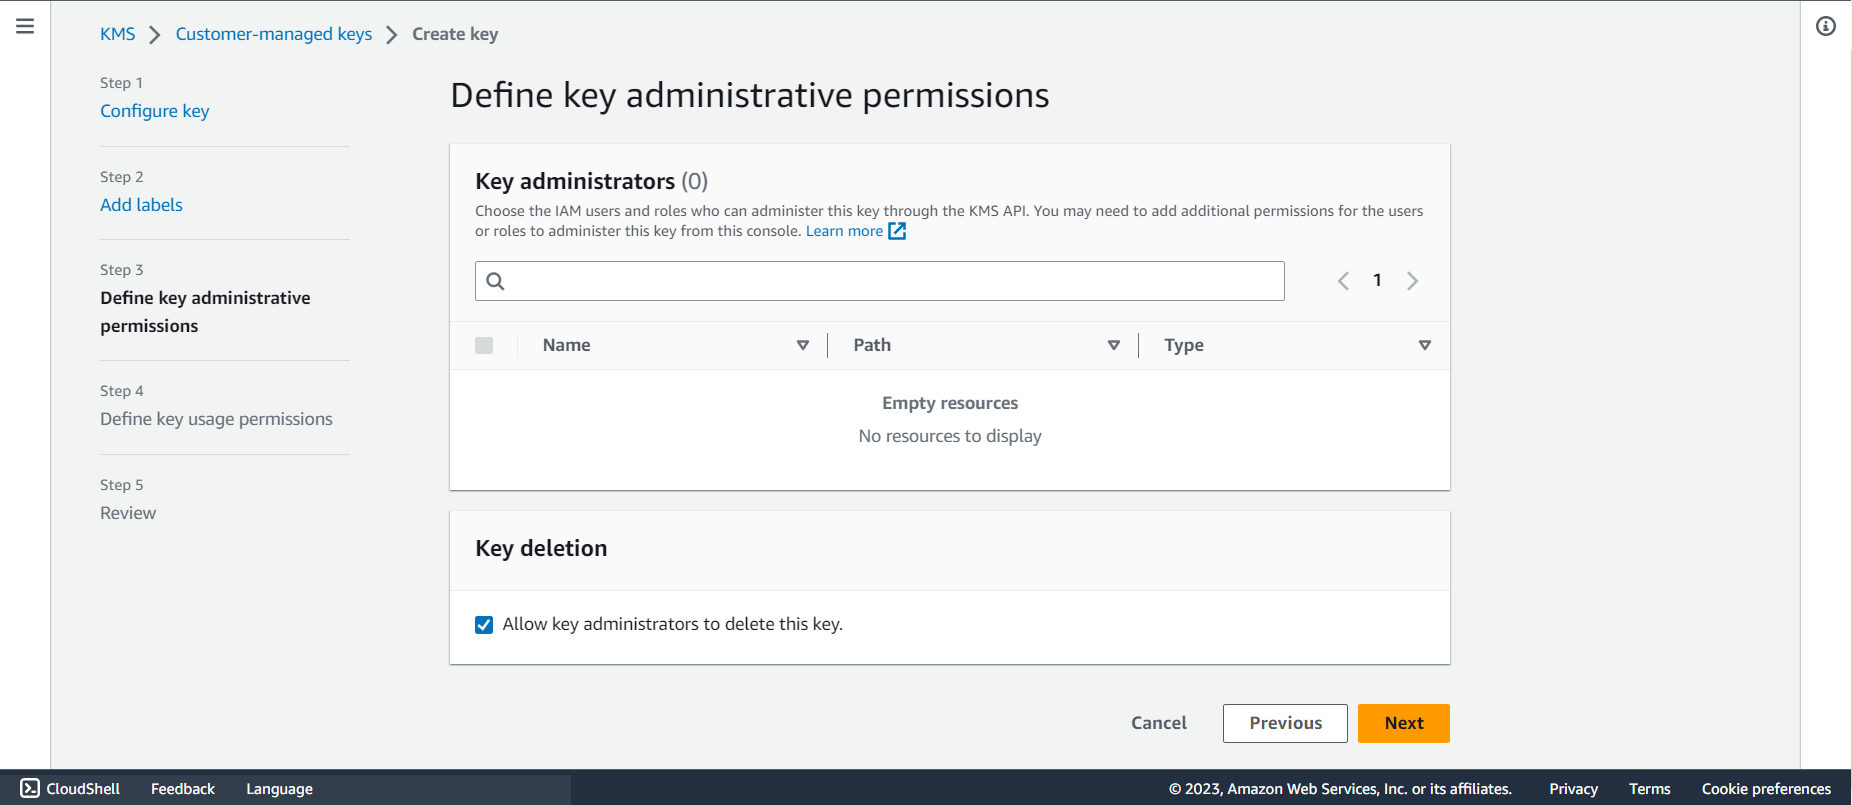 KMS > Customer-managed keys > Create key
Step 1
Configure key
Step 2
Add labels
Step 3
Define key administrative
permissions
Step 4
Define key usage permissions
Step 5
Review
Define key administrative permissions
Key administrators (0)
Choose the IAM users and roles who can administer this key through the KMS API. You may need to add additional permissions for the users
or roles to administer this key from this console. Learn more
1
Name Path Type
Empty resources
No resources to display
Key deletion
Allow key administrators to delete this key.
Cancel Previous Next
CloudShell Feedback Language © 2023, Amazon Web Services, Inc. or its affiliates. Privacy Terms Cookie preferences